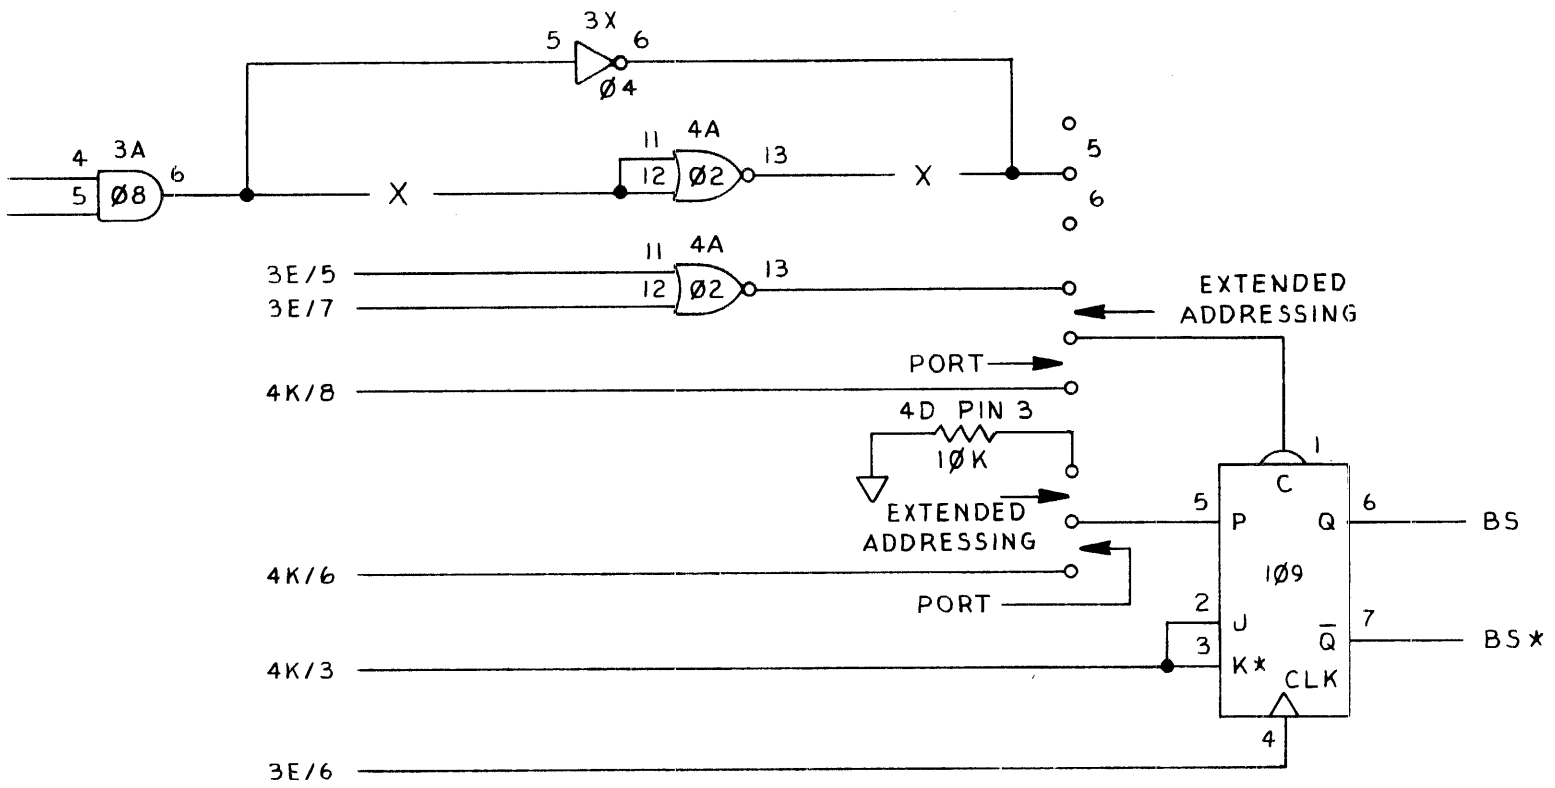 3X
5 6
Ø4
3A
4
5
Ø8
6
X
4A
11
12
Ø2
13
X
5
6
4A
11
12
Ø2
13
3E/5
3E/7
EXTENDED
ADDRESSING
PORT
4K/8
4D PIN 3
1ØK
EXTENDED
ADDRESSING
4K/6
PORT
4K/3
3E/6
1
C
5
P
Q
6
BS
1Ø9
2
J
3
K*
Q̅
7
BS*
CLK
4